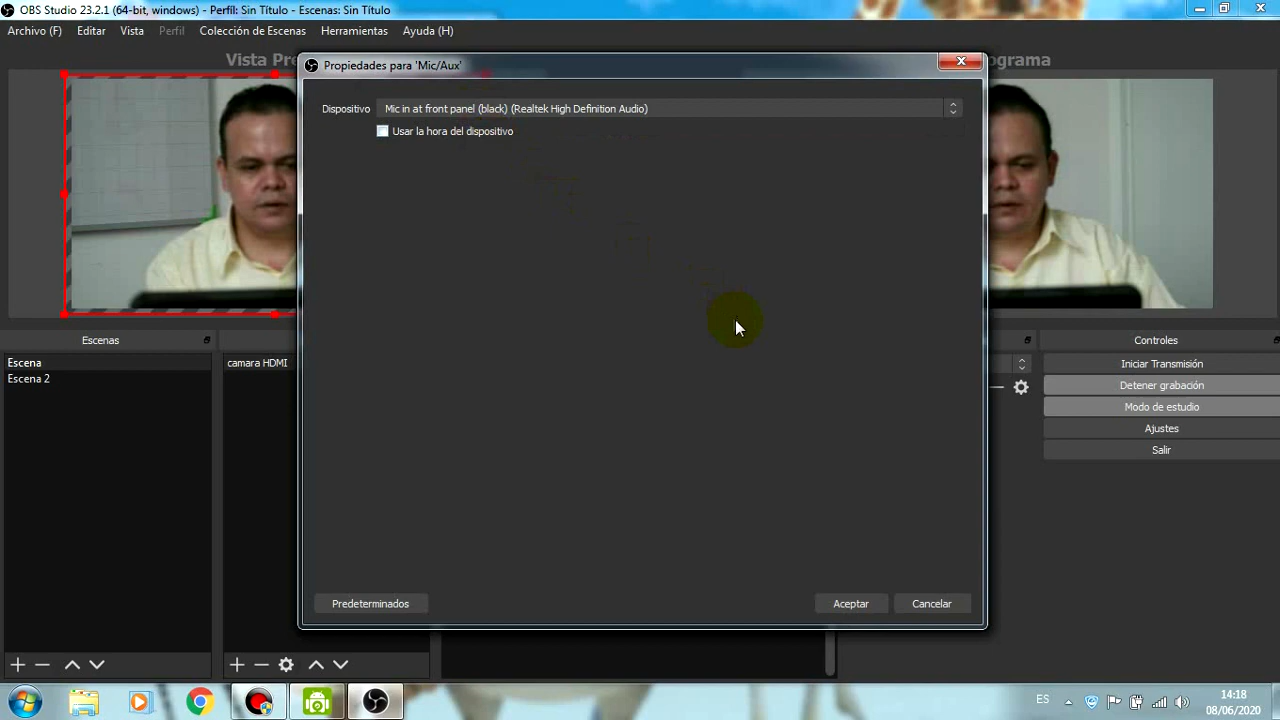 OBS Studio 23.2.1 (64-bit, windows) - Perfil: Sin Título - Escenas: Sin Título
Archivo (F) Editar Vista Perfil Colección de Escenas Herramientas Ayuda (H)
Vista Pre
ograma
Propiedades para 'Mic/Aux'
Dispositivo Mic in at front panel (black) (Realtek High Definition Audio)
Usar la hora del dispositivo
Escenas
Controles
Escena
Escena 2
camara HDMI
Iniciar Transmisión
Detener grabación
Modo de estudio
Ajustes
Salir
Predeterminados Aceptar Cancelar
ES
14:18
08/06/2020